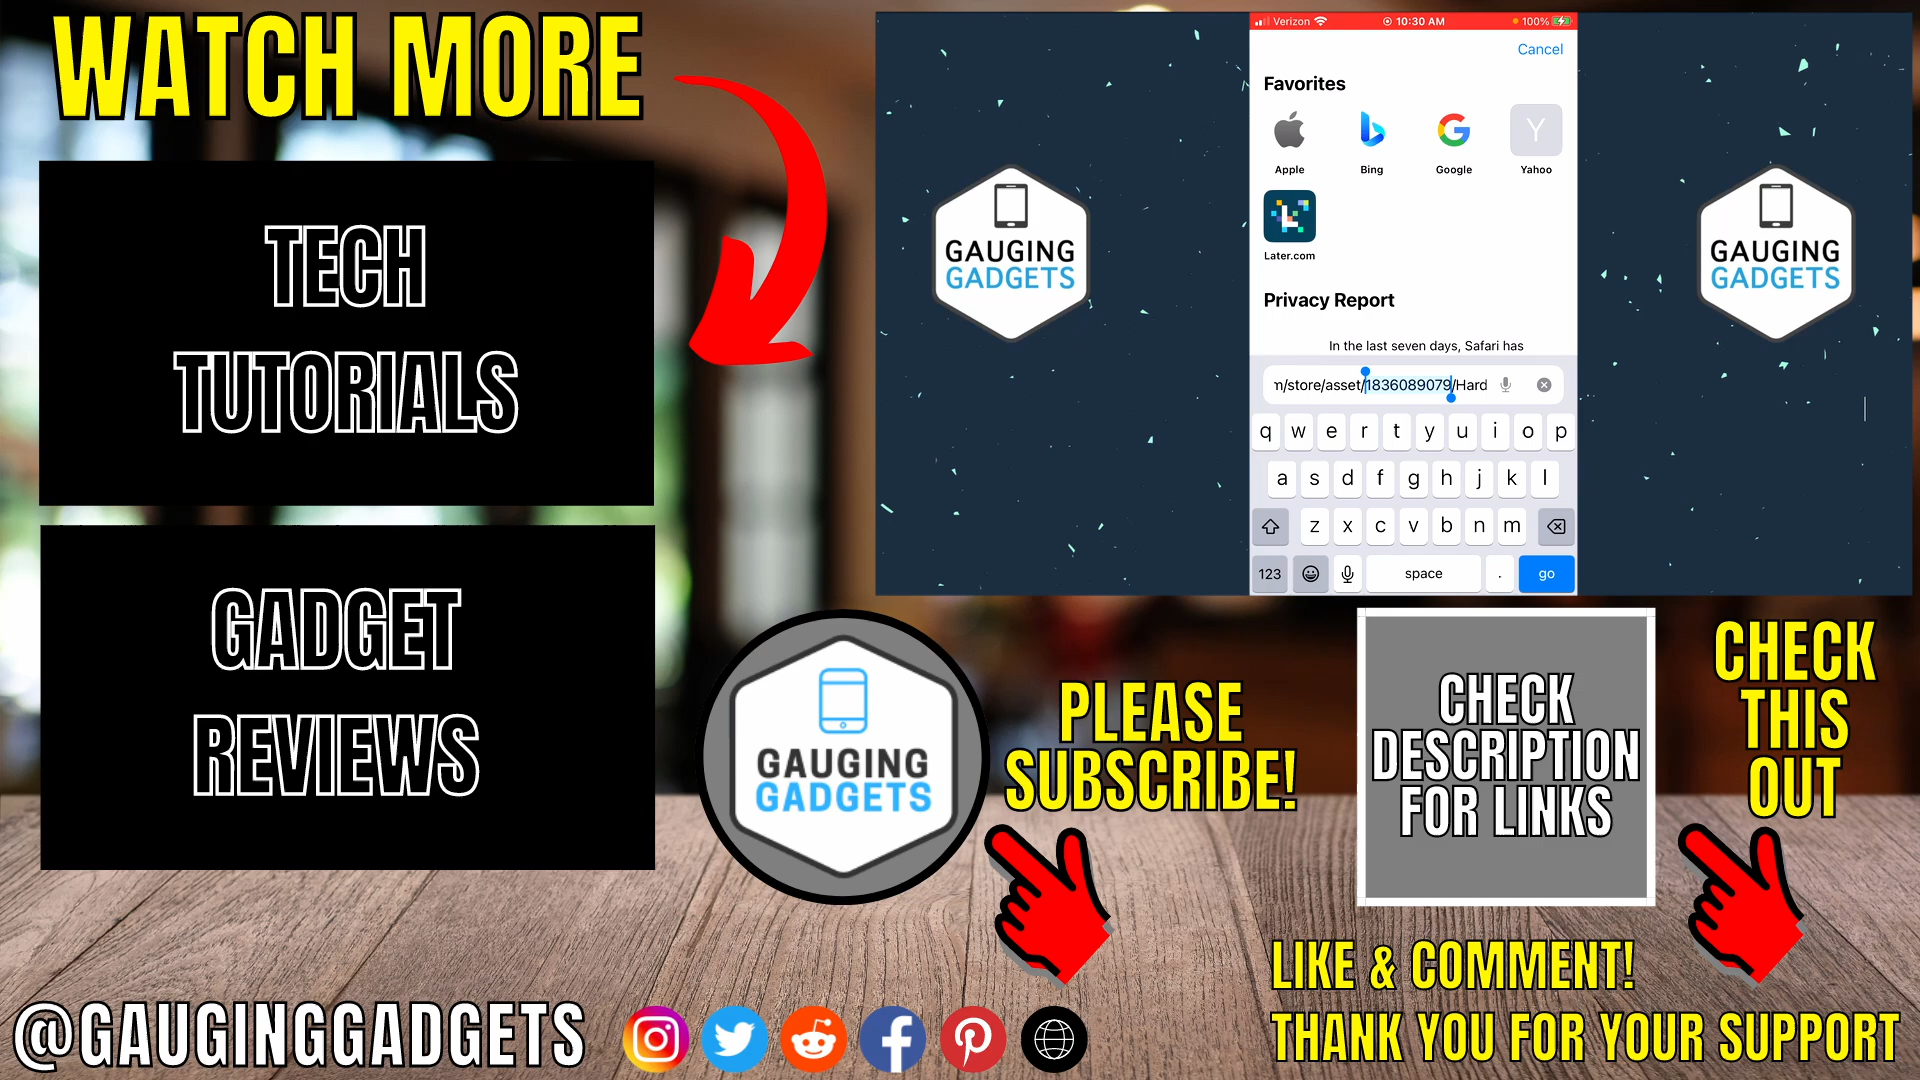 WATCH MORE
TECH
TUTORIALS
GADGET
REVIEWS
GAUGING
GADGETS
Verizon
10:30 AM
100%
Cancel
Favorites
Apple
Bing
Google
Y
Yahoo
Later.com
Privacy Report
In the last seven days, Safari has
n/store/asset/1836089079/Hard
q w e r t y u i o p
a s d f g h j k l
z x c v b n m
123 space . go
GAUGING
GADGETS
GAUGING
GADGETS
PLEASE
SUBSCRIBE!
CHECK
DESCRIPTION
FOR LINKS
CHECK
THIS
OUT
LIKE & COMMENT!
THANK YOU FOR YOUR SUPPORT
@GAUGINGGADGETS